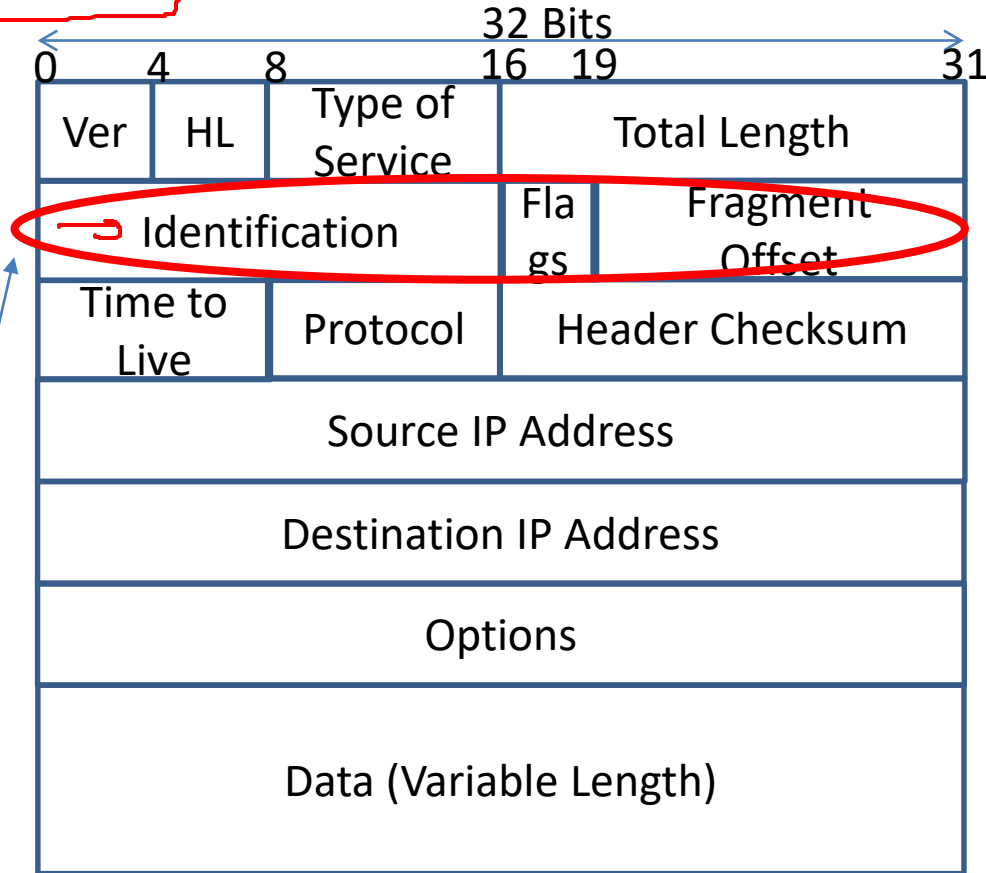 32 Bits
0 4 8 16 19 31
Ver HL Type of Service Total Length
Identification Fla gs Fragment Offset
Time to Live Protocol Header Checksum
Source IP Address
Destination IP Address
Options
Data (Variable Length)